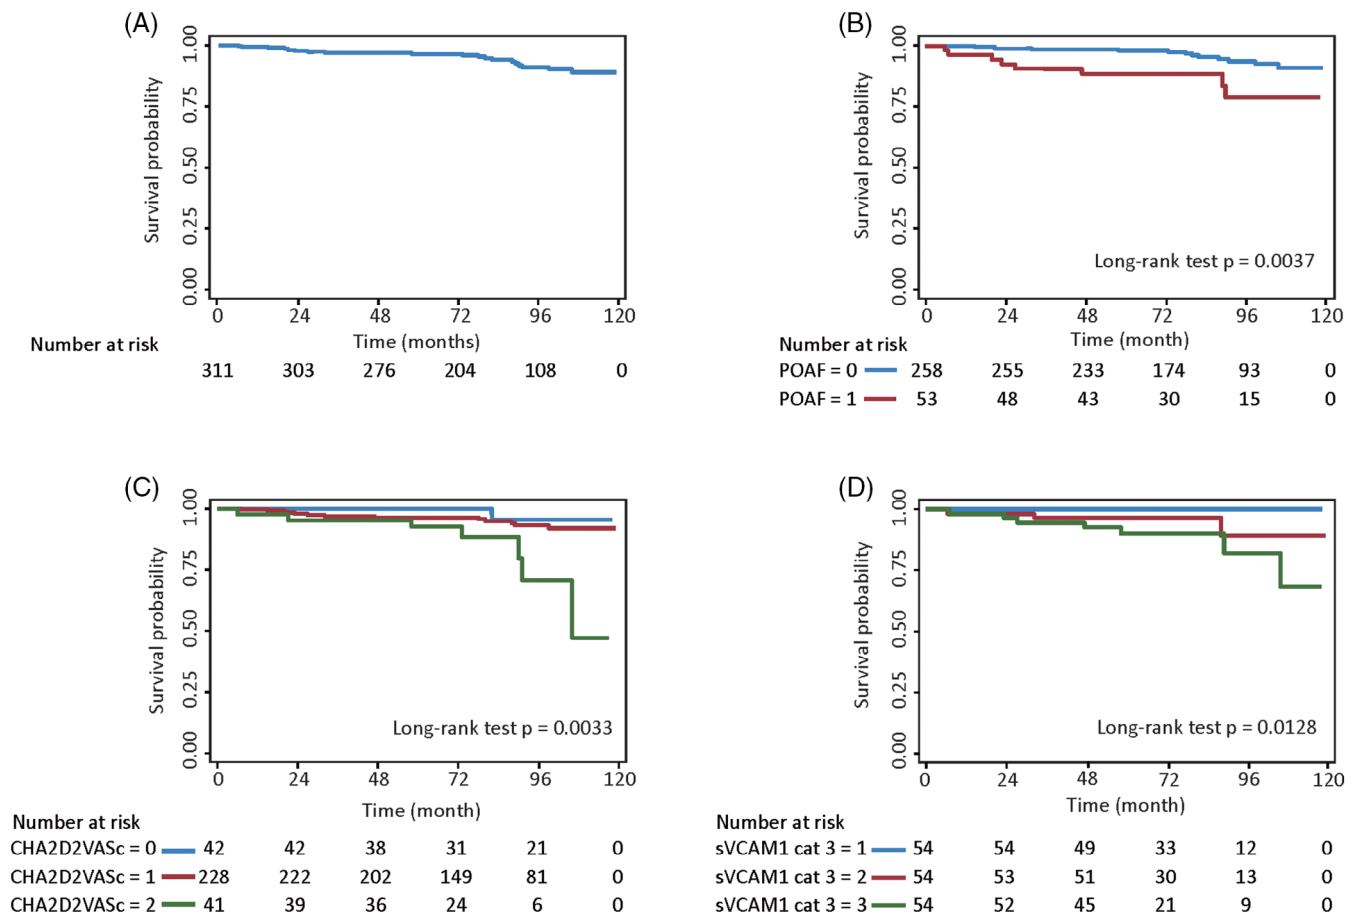 (A)
Survival probability
1.00
0.75
0.50
0.25
0.00
0 24 48 72 96 120
Time (months)
Number at risk
311 303 276 204 108 0
(B)
Survival probability
1.00
0.75
0.50
0.25
0.00
Long-rank test p = 0.0037
0 24 48 72 96 120
Time (months)
Number at risk
POAF = 0 258 255 233 174 93 0
POAF = 1 53 48 43 30 15 0
(C)
Survival probability
1.00
0.75
0.50
0.25
0.00
Long-rank test p = 0.0033
0 24 48 72 96 120
Time (month)
Number at risk
CHA2D2VASc = 0 42 42 38 31 21 0
CHA2D2VASc = 1 228 222 202 149 81 0
CHA2D2VASc = 2 41 39 36 24 6 0
(D)
Survival probability
1.00
0.75
0.50
0.25
0.00
Long-rank test p = 0.0128
0 24 48 72 96 120
Time (month)
Number at risk
sVCAM1 cat 3 = 1 54 54 49 33 12 0
sVCAM1 cat 3 = 2 54 53 51 30 13 0
sVCAM1 cat 3 = 3 54 52 45 21 9 0